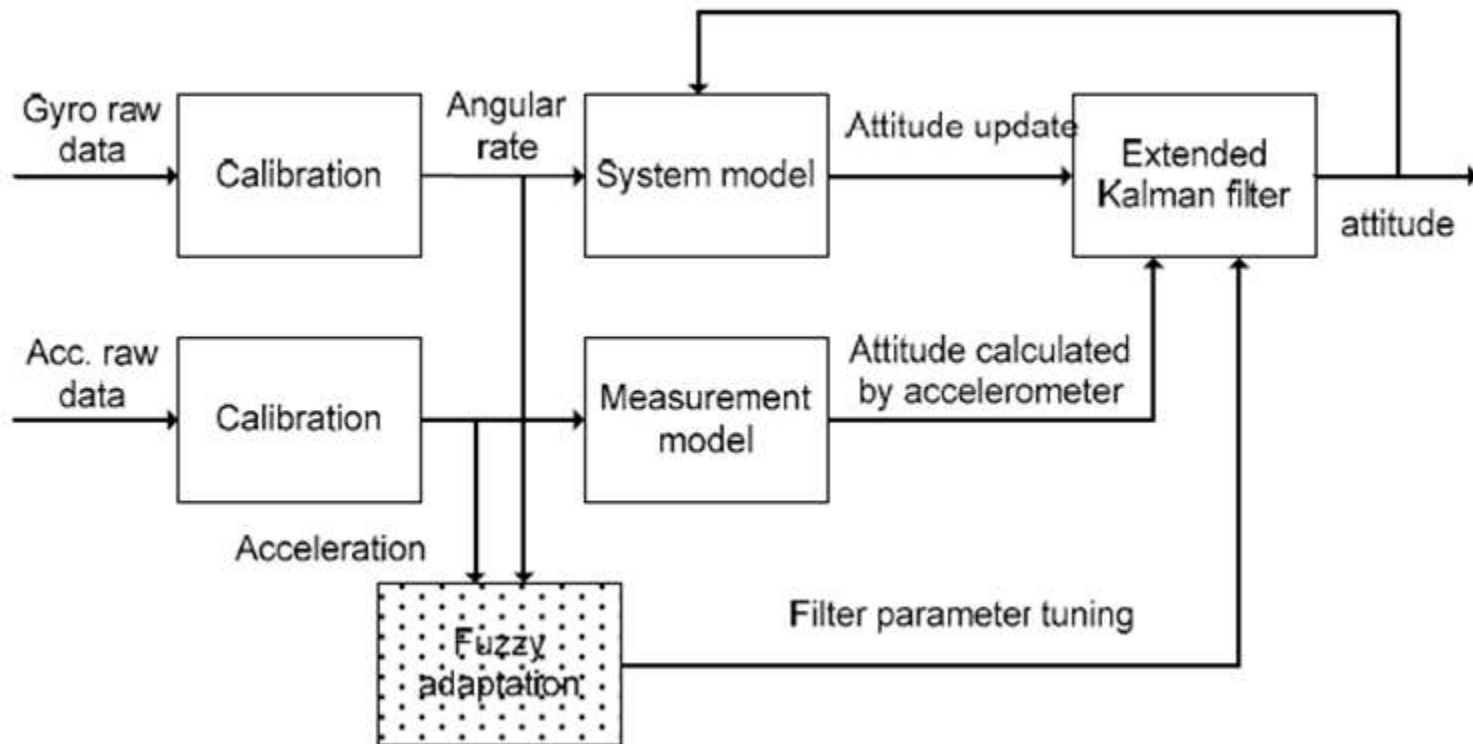 Gyro raw
data
Calibration
Angular
rate
System model
Attitude update
Extended
Kalman filter
attitude
Acc. raw
data
Calibration
Measurement
model
Attitude calculated
by accelerometer
Acceleration
Fuzzy
adaptation
Filter parameter tuning